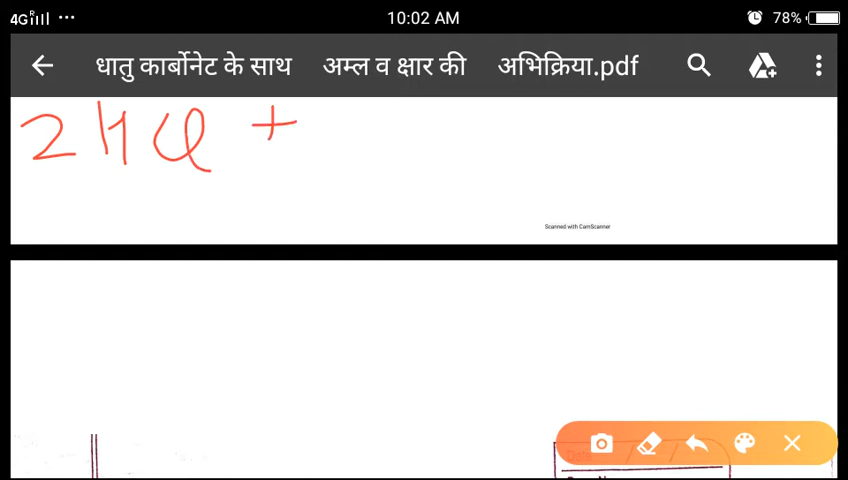 4G R ...
10:02 AM
78%
धातु कार्बोनेट के साथ अम्ल व क्षार की अभिक्रिया.pdf
2HCl +
Scanned with CamScanner